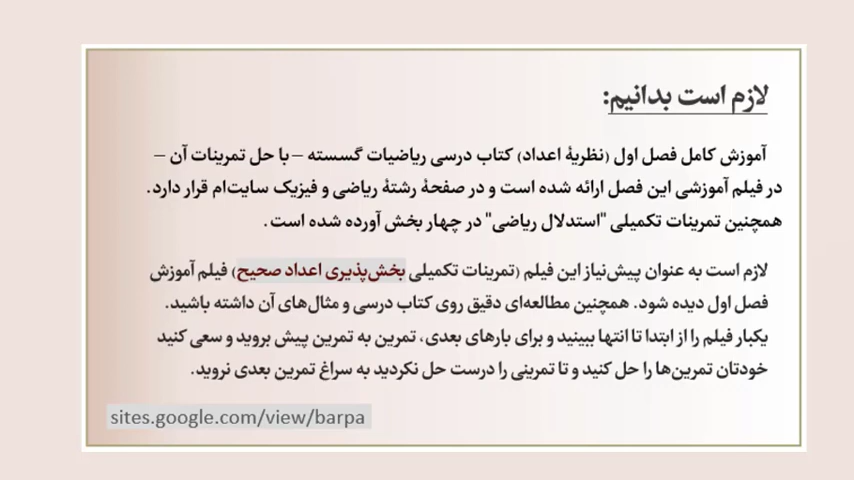 لازم است بدانیم:
آموزش کامل فصل اول (نظریۀ اعداد) کتاب درسی ریاضیات گسسته – با حل تمرینات آن –
در فیلم آموزشی این فصل ارائه شده است و در صفحۀ رشتۀ ریاضی و فیزیک سایت‌ام قرار دارد.
همچنین تمرینات تکمیلی "استدلال ریاضی" در چهار بخش آورده شده است.
لازم است به عنوان پیش‌نیاز این فیلم (تمرینات تکمیلی بخش‌پذیری اعداد صحیح) فیلم آموزش
فصل اول دیده شود. همچنین مطالعه‌ای دقیق روی کتاب درسی و مثال‌های آن داشته باشید.
یکبار فیلم را از ابتدا تا انتها ببینید و برای بارهای بعدی، تمرین به تمرین پیش بروید و سعی کنید
خودتان تمرین‌ها را حل کنید و تا تمرینی را درست حل نکردید به سراغ تمرین بعدی نروید.
sites.google.com/view/barpa